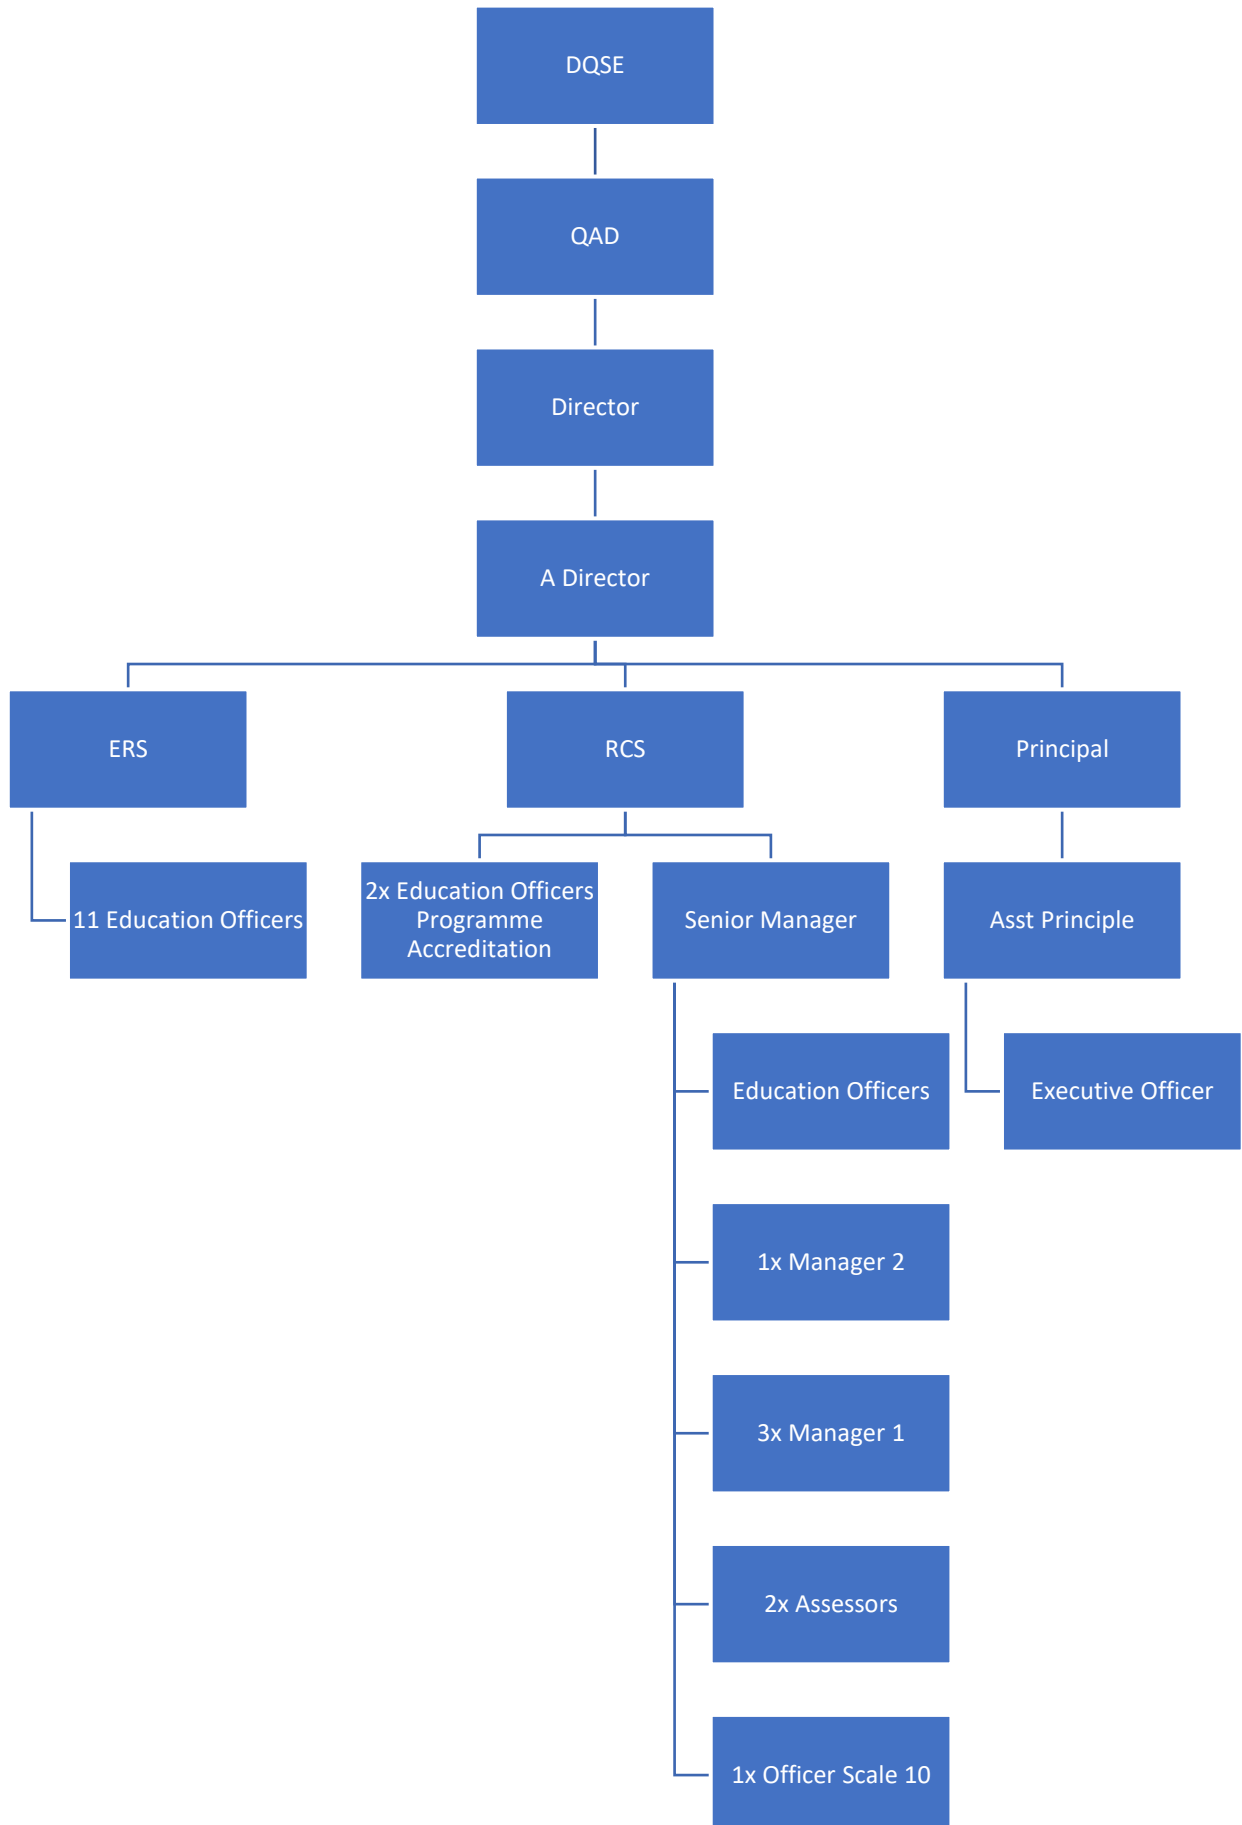 DQSE
QAD
Director
A Director
ERS
RCS
Principal
11 Education Officers
2x Education Officers
Programme
Accreditation
Senior Manager
Asst Principle
Education Officers
Executive Officer
1x Manager 2
3x Manager 1
2x Assessors
1x Officer Scale 10